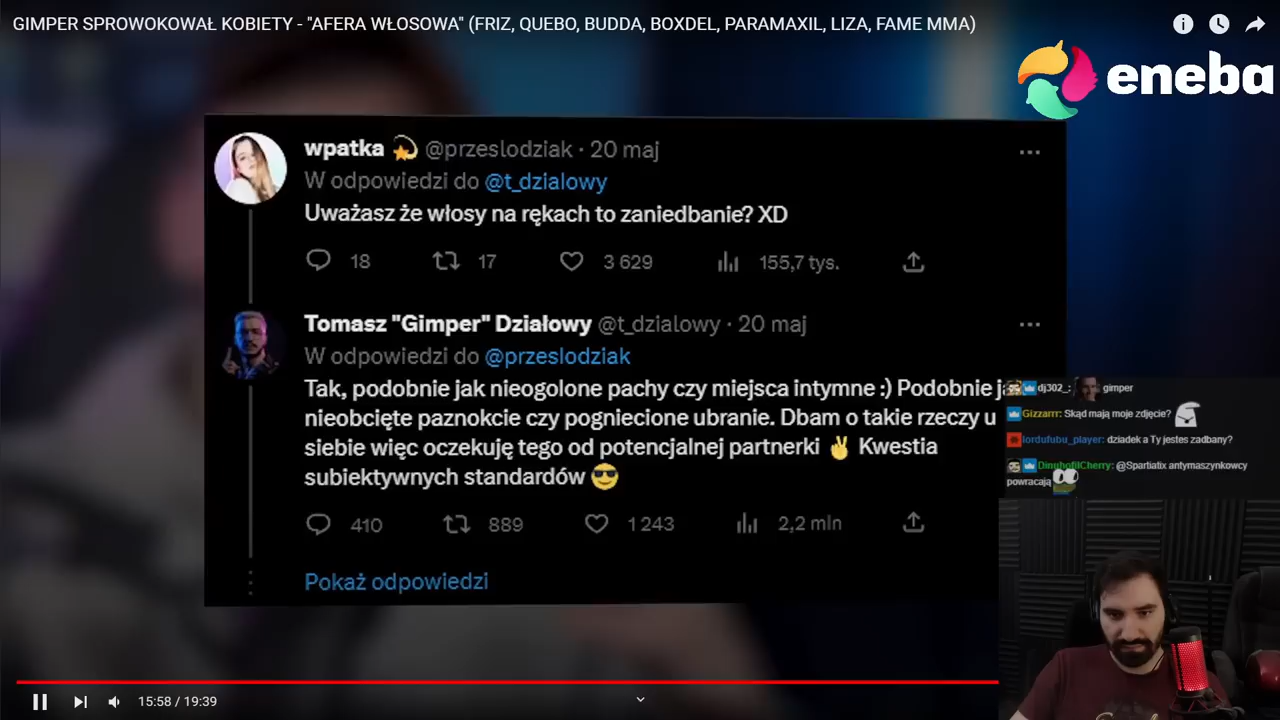 GIMPER SPROWOKOWAŁ KOBIETY - "AFERA WŁOSOWA" (FRIZ, QUEBO, BUDDA, BOXDEL, PARAMAXIL, LIZA, FAME MMA)
eneba
wpatka 💫 @przeslodziak · 20 maj
W odpowiedzi do @t_dzialowy
Uważasz że włosy na rękach to zaniedbanie? XD
18 17 3 629 155,7 tys.
Tomasz "Gimper" Działowy @t_dzialowy · 20 maj
W odpowiedzi do @przeslodziak
Tak, podobnie jak nieogolone pachy czy miejsca intymne :) Podobnie
nieobcięte paznokcie czy pogniecione ubranie. Dbam o takie rzeczy u
siebie więc oczekuję tego od potencjalnej partnerki ✌️ Kwestia
subiektywnych standardów 😎
410 889 1 243 2,2 mln
Pokaż odpowiedzi
dj302_: gimper
Gizzarrr: Skąd mają moje zdjęcie?
lordufubu_player: dziadek a Ty jestes zadbany?
DinuhofilCherry: @Spartiatix antymaszynkowcy
powracają
15:58 / 19:39